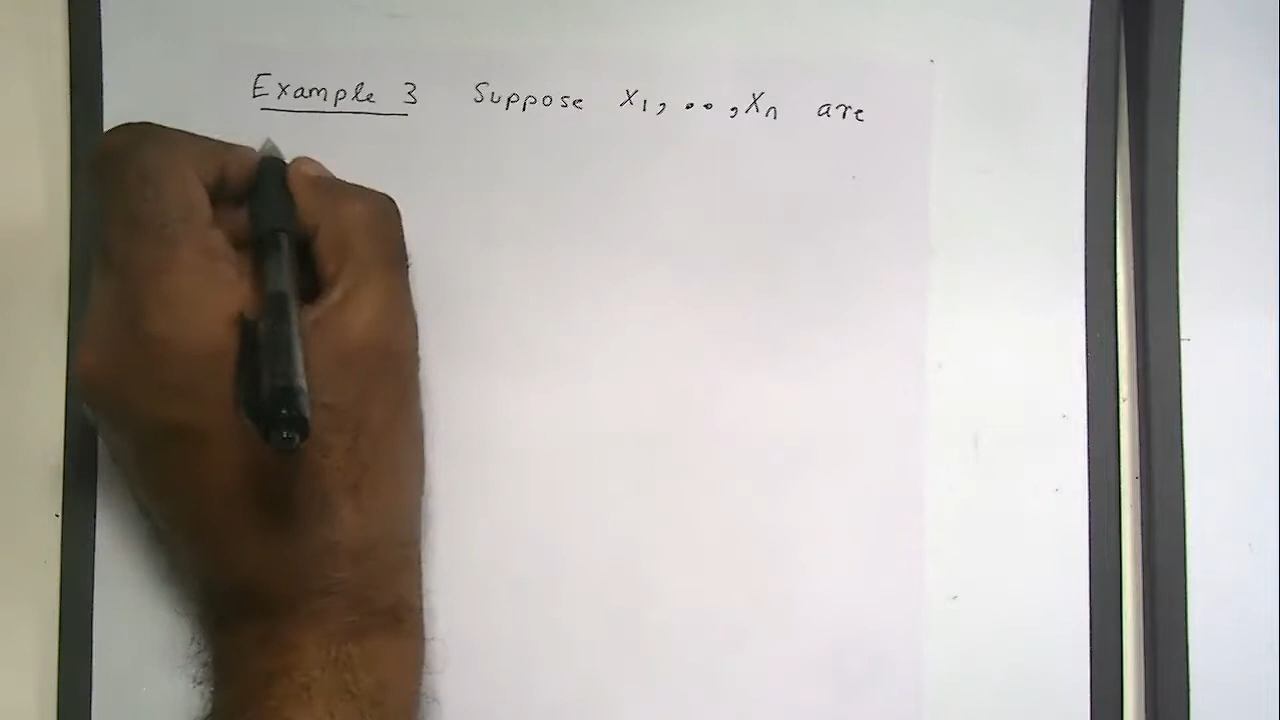 Example 3 Suppose X₁, .., Xₙ are